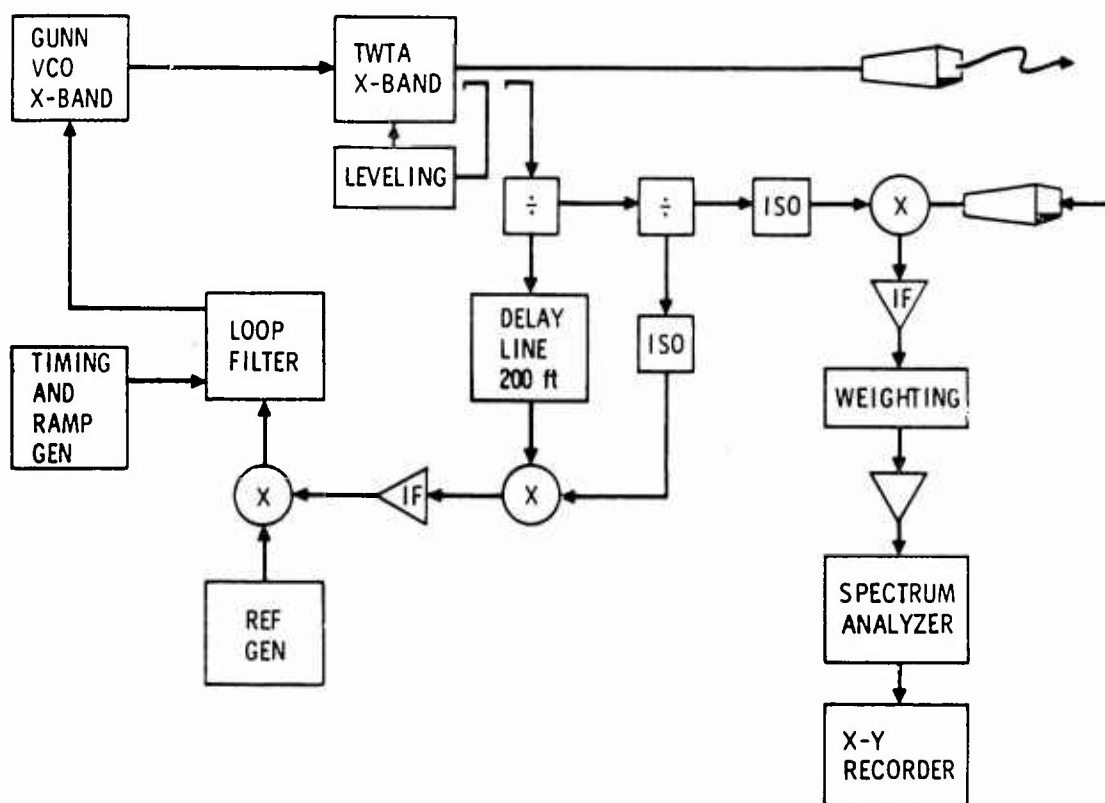 GUNN
VCO
X-BAND
TWTA
X-BAND
LEVELING
÷
÷
ISO
X
IF
DELAY
LINE
200 ft
ISO
LOOP
FILTER
TIMING
AND
RAMP
GEN
WEIGHTING
X
IF
X
REF
GEN
SPECTRUM
ANALYZER
X-Y
RECORDER